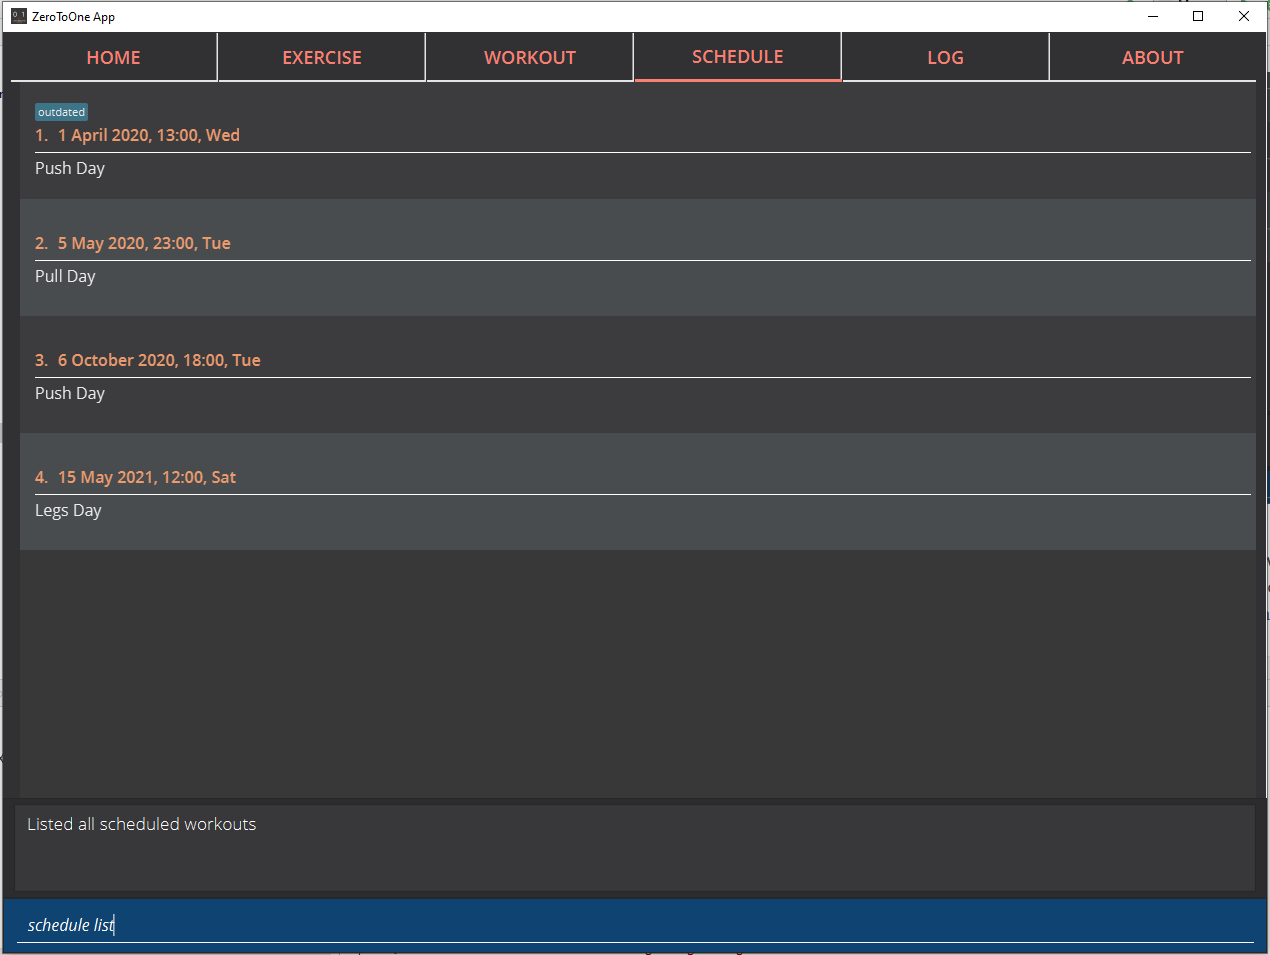 ZeroToOne App
HOME EXERCISE WORKOUT SCHEDULE LOG ABOUT
outdated
1. 1 April 2020, 13:00, Wed
Push Day
2. 5 May 2020, 23:00, Tue
Pull Day
3. 6 October 2020, 18:00, Tue
Push Day
4. 15 May 2021, 12:00, Sat
Legs Day
Listed all scheduled workouts
schedule list